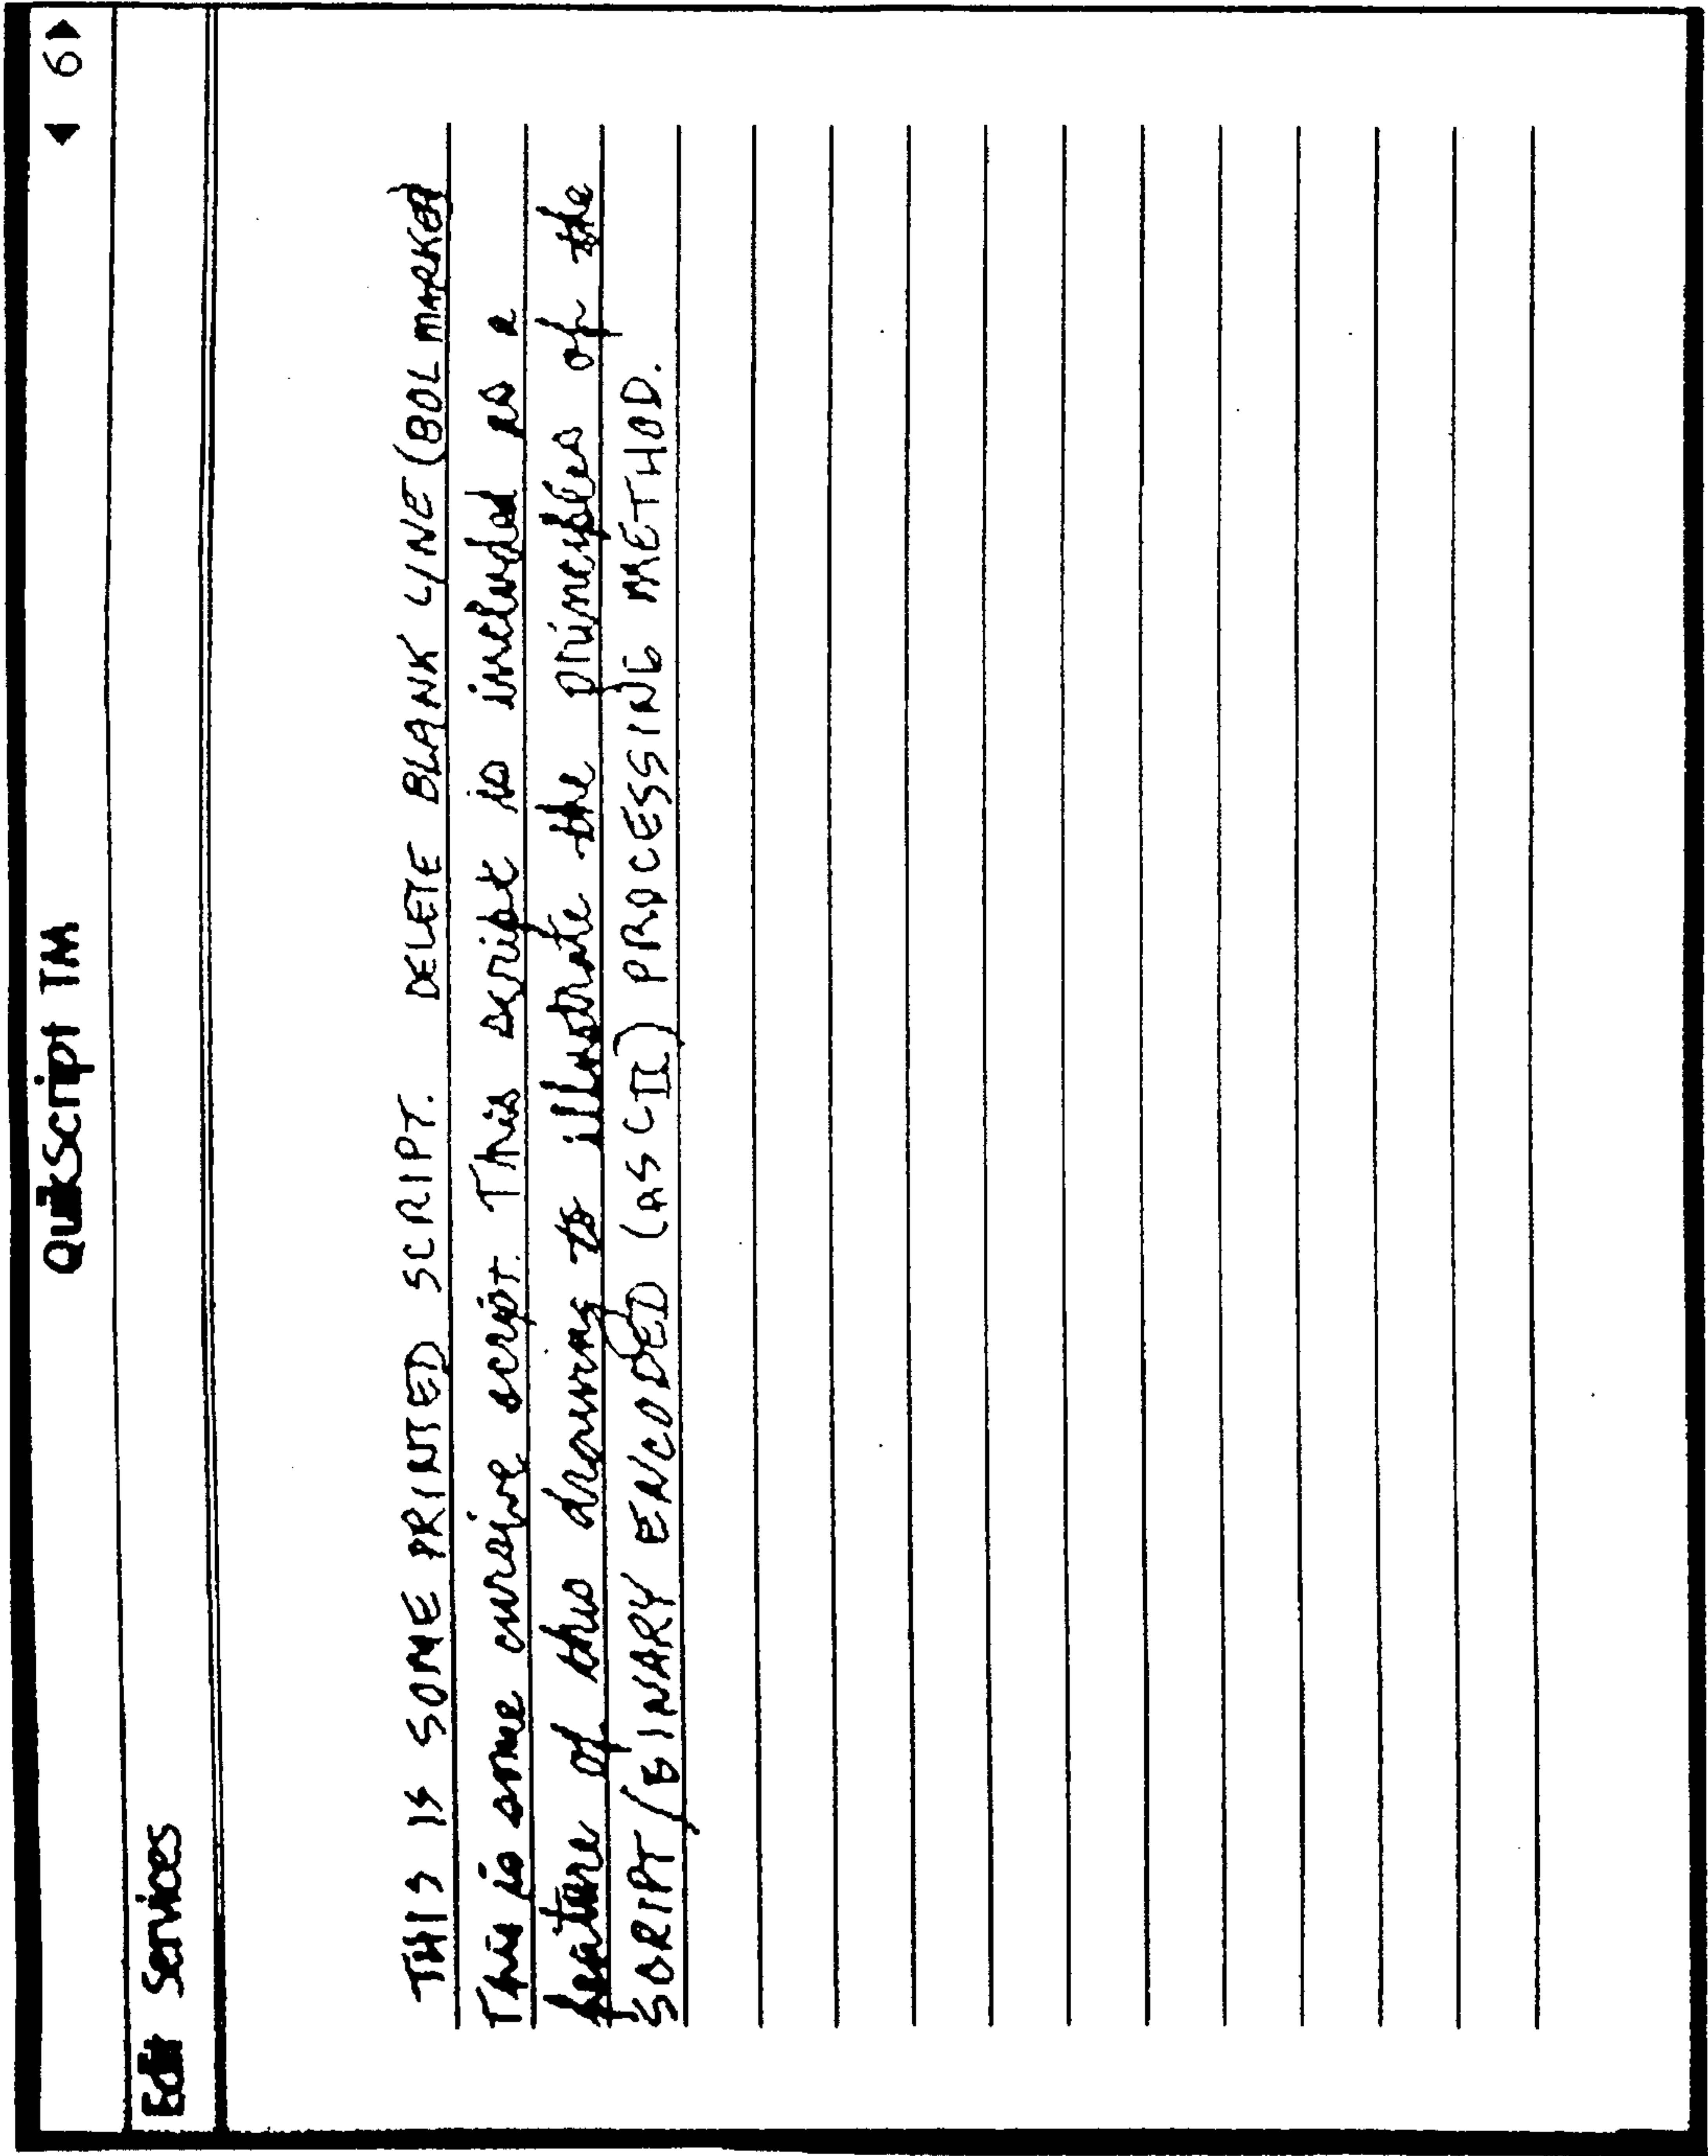 QuikScript TM ◀ 6 ▶
Edit Services
THIS IS SOME PRINTED SCRIPT. DELETE BLANK LINE (BOL MARKER)
This is some cursive script. This script is included as a
feature of this drawing to illustrate the principles of the
SCRIPT/BINARY ENCODED (ASCII) PROCESSING METHOD.